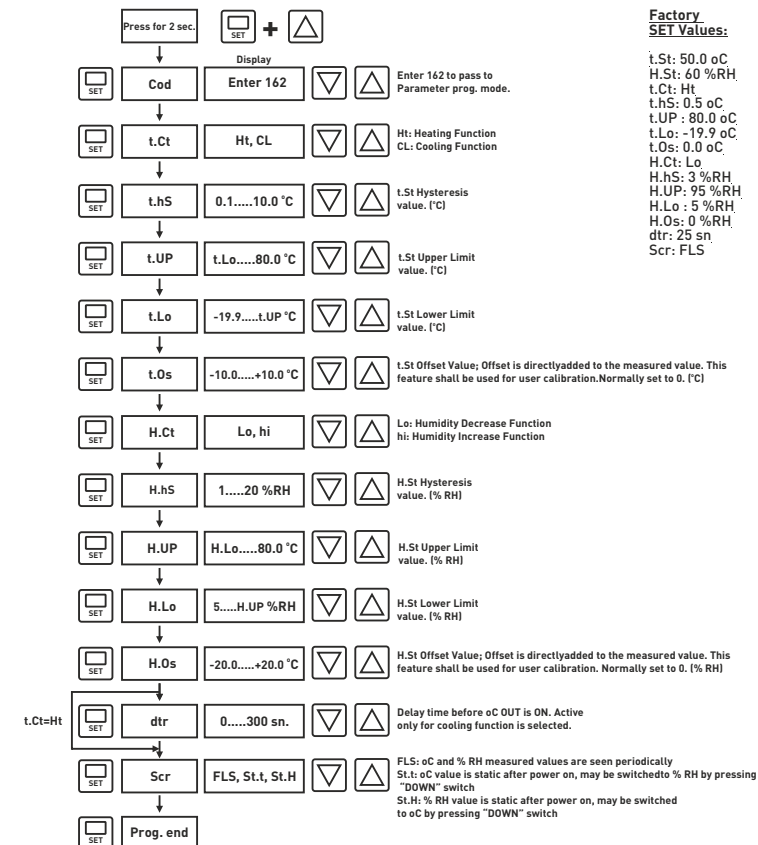 Press for 2 sec.
SET
+
Display
SET
Cod
Enter 162
Enter 162 to pass to
Parameter prog. mode.
SET
t.Ct
Ht, CL
Ht: Heating Function
CL: Cooling Function
SET
t.hS
0.1.....10.0 °C
t.St Hysteresis
value. (°C)
SET
t.UP
t.Lo.....80.0 °C
t.St Upper Limit
value. (°C)
SET
t.Lo
-19.9.....t.UP °C
t.St Lower Limit
value. (°C)
SET
t.Os
-10.0.....+10.0 °C
t.St Offset Value; Offset is directlyadded to the measured value. This
feature shall be used for user calibration.Normally set to 0. (°C)
SET
H.Ct
Lo, hi
Lo: Humidity Decrease Function
hi: Humidity Increase Function
SET
H.hS
1.....20 %RH
H.St Hysteresis
value. (% RH)
SET
H.UP
H.Lo.....80.0 °C
H.St Upper Limit
value. (% RH)
SET
H.Lo
5.....H.UP %RH
H.St Lower Limit
value. (% RH)
SET
H.Os
-20.0.....+20.0 °C
H.St Offset Value; Offset is directlyadded to the measured value. This
feature shall be used for user calibration. Normally set to 0. (% RH)
t.Ct=Ht
SET
dtr
0.....300 sn.
Delay time before oC OUT is ON. Active
only for cooling function is selected.
SET
Scr
FLS, St.t, St.H
FLS: oC and % RH measured values are seen periodically
St.t: oC value is static after power on, may be switchedto % RH by pressing
"DOWN" switch
St.H: % RH value is static after power on, may be switched
to oC by pressing "DOWN" switch
SET
Prog. end
Factory
SET Values:
t.St: 50.0 oC
H.St: 60 %RH
t.Ct: Ht
t.hS: 0.5 oC
t.UP : 80.0 oC
t.Lo: -19.9 oC
t.Os: 0.0 oC
H.Ct: Lo
H.hS: 3 %RH
H.UP: 95 %RH
H.Lo : 5 %RH
H.Os: 0 %RH
dtr: 25 sn
Scr: FLS